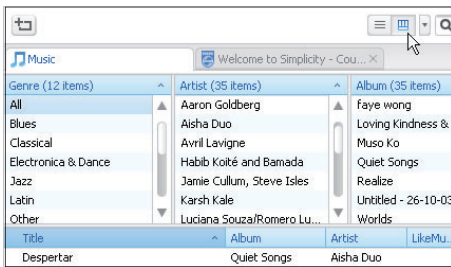 Music
Welcome to Simplicity - Cou...
Genre (12 items)
Artist (35 items)
Album (35 items)
All
Aaron Goldberg
faye wong
Blues
Aisha Duo
Loving Kindness &
Classical
Avril Lavigne
Muso Ko
Electronica & Dance
Habib Koité and Bamada
Quiet Songs
Jazz
Jamie Cullum, Steve Isles
Realize
Latin
Karsh Kale
Untitled - 26-10-03
Other
Luciana Souza/Romero Lu...
Worlds
Title
Album
Artist
LikeMu.
Despertar
Quiet Songs
Aisha Duo